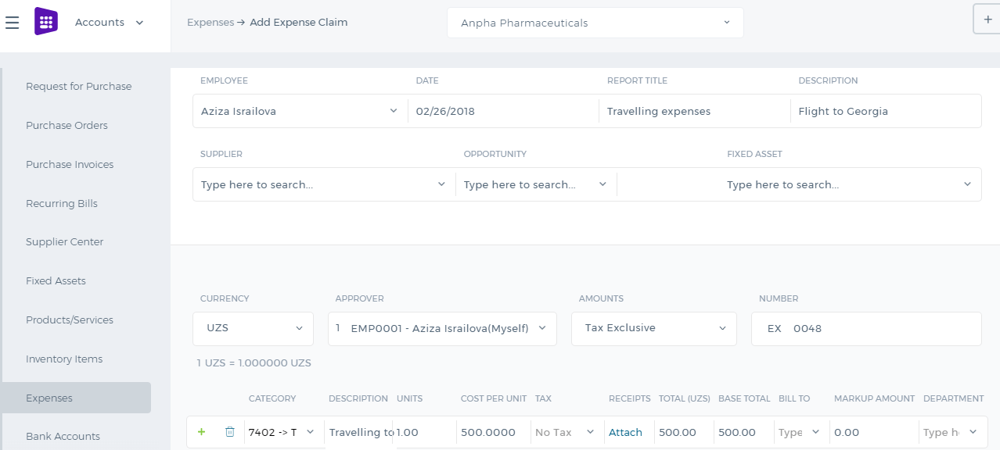 Accounts
Expenses → Add Expense Claim
Anpha Pharmaceuticals
+
Request for Purchase
Purchase Orders
Purchase Invoices
Recurring Bills
Supplier Center
Fixed Assets
Products/Services
Inventory Items
Expenses
Bank Accounts
EMPLOYEE DATE REPORT TITLE DESCRIPTION
Aziza Israilova 02/26/2018 Travelling expenses Flight to Georgia
SUPPLIER OPPORTUNITY FIXED ASSET
Type here to search... Type here to search... Type here to search...
CURRENCY APPROVER AMOUNTS NUMBER
UZS 1 EMP0001 - Aziza Israilova(Myself) Tax Exclusive EX 0048
1 UZS = 1.000000 UZS
CATEGORY DESCRIPTION UNITS COST PER UNIT TAX RECEIPTS TOTAL (UZS) BASE TOTAL BILL TO MARKUP AMOUNT DEPARTMENT
+ 7402 -> T Travelling to 1.00 500.0000 No Tax Attach 500.00 500.00 Type 0.00 Type h